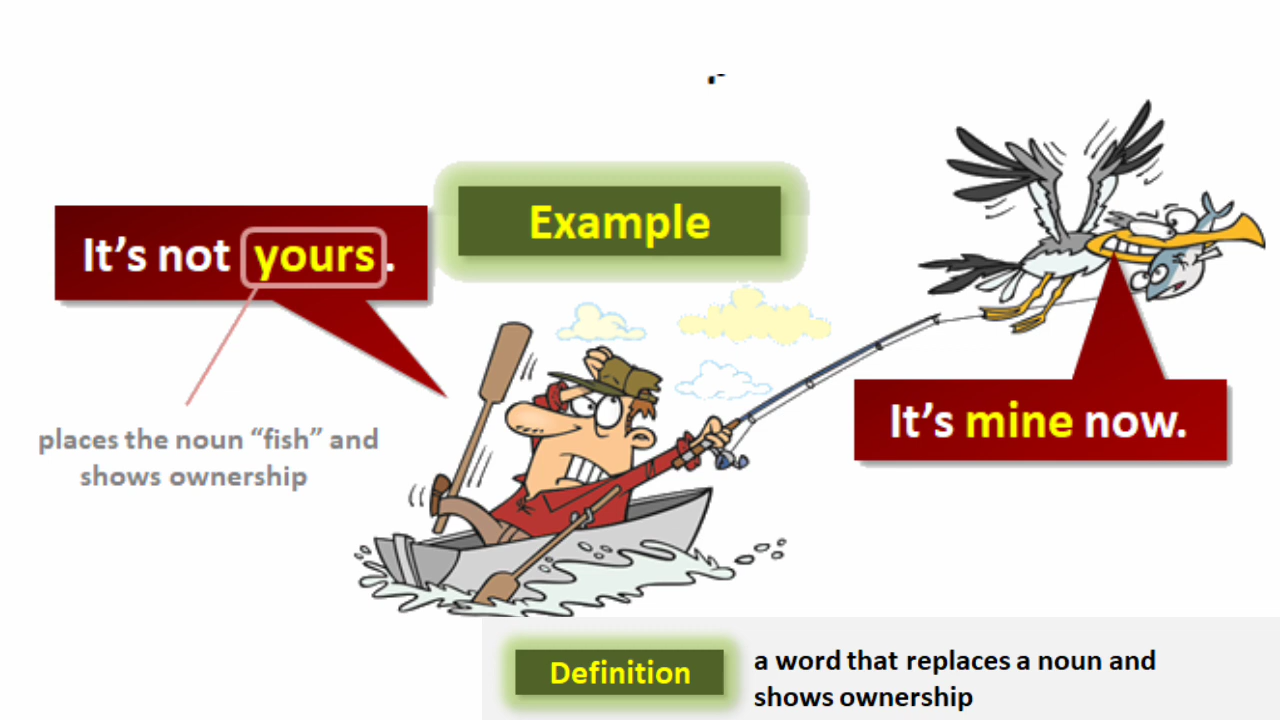 Example
It's not yours.
It's mine now.
places the noun “fish” and
shows ownership
Definition
a word that replaces a noun and
shows ownership